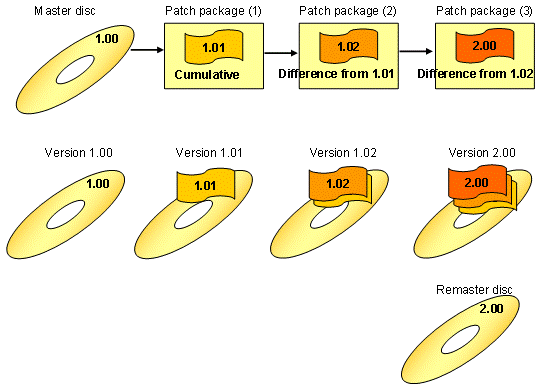 Master disc
Patch package (1)
Patch package (2)
Patch package (3)
1.00
1.01
1.02
2.00
Cumulative
Difference from 1.01
Difference from 1.02
Version 1.00
Version 1.01
Version 1.02
Version 2.00
1.00
1.01
1.02
2.00
Remaster disc
2.00